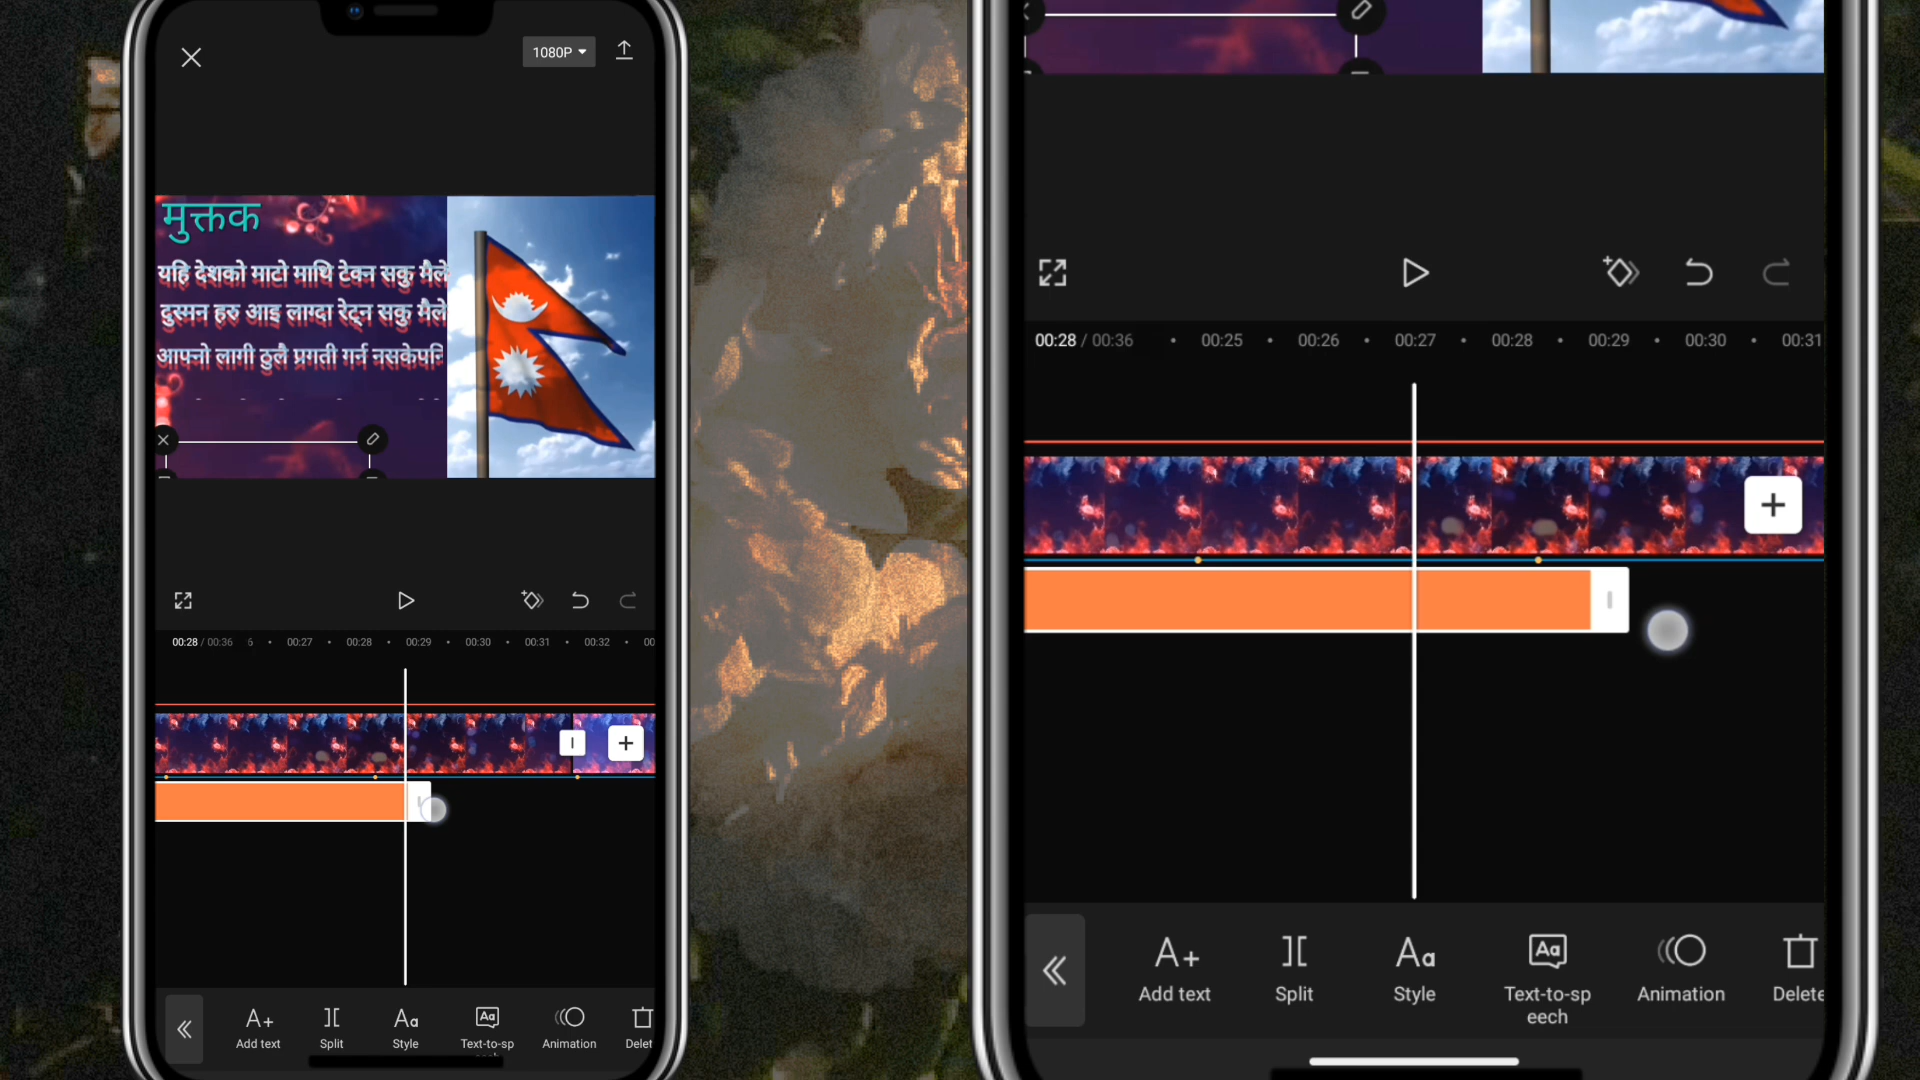 1080P
मुक्तक
यहि देशको माटो माथि टेक्न सकु मैले
दुस्मन हरु आइ लाग्दा रेट्न सकु मैले
आफ्नो लागी ठुलै प्रगती गर्न नसकेपनि
00:28 / 00:36 6 00:27 00:28 00:29 00:30 00:31 00:32 00
Add text Split Style Text-to-sp Animation Delet
00:28 / 00:36 00:25 00:26 00:27 00:28 00:29 00:30 00:31
Add text Split Style Text-to-sp
eech Animation Delete